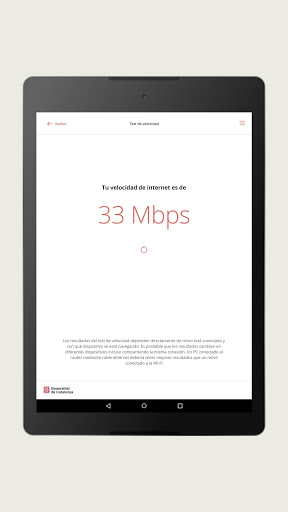 Vuelve
Test de velocidad
Tu velocidad de internet es de
33 Mbps
Los resultados del test de velocidad dependen directamente de cómo está conectado y
con qué dispositivo se está navegando. Es probable que los resultados cambien en
diferentes dispositivos incluso compartiendo la misma conexión. Un PC conectado al
router mediante cable ethernet debería tener mejores resultados que un móvil
conectado a la Wi-Fi
Generalitat
de Catalunya